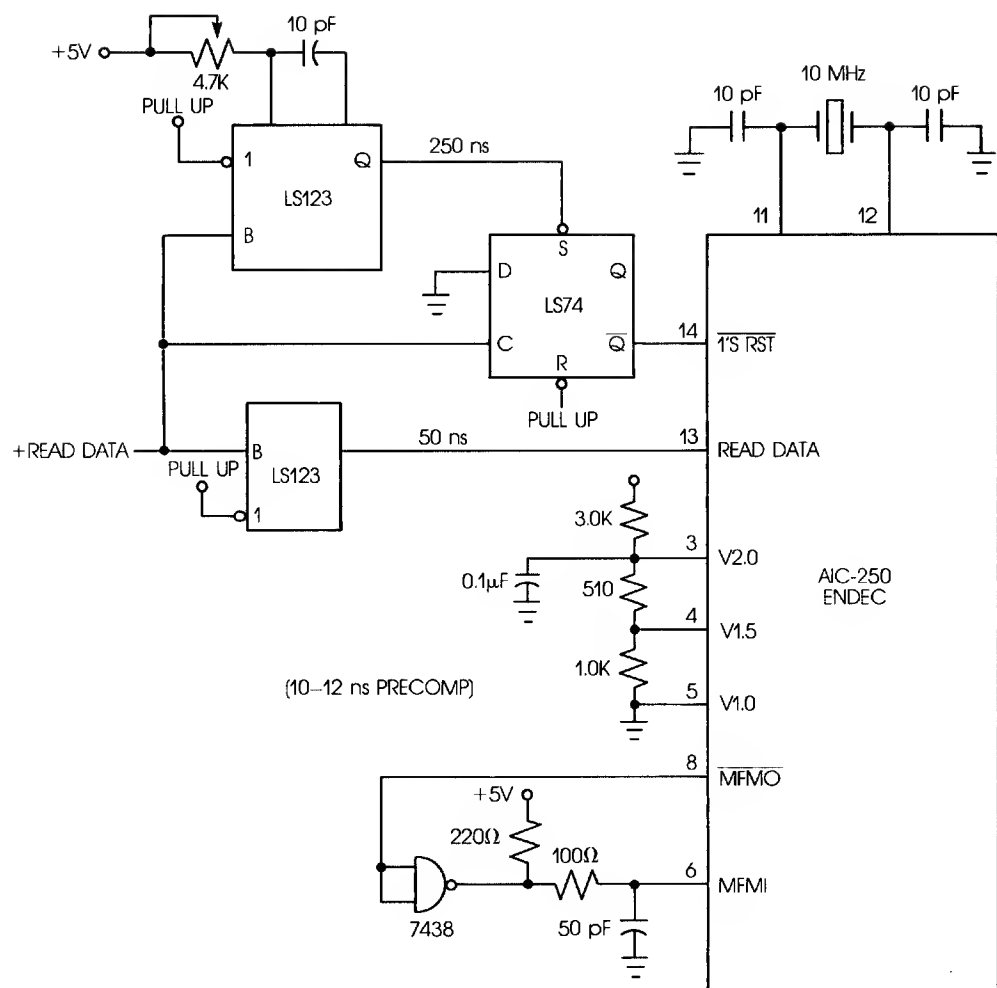 +5V
4.7K
10 pF
PULL UP
1
Q
LS123
B
250 ns
10 pF
10 MHz
10 pF
11
12
S
D
Q
LS74
C
Q
R
PULL UP
14
1'S RST
+READ DATA
PULL UP
B
LS123
1
50 ns
13
READ DATA
3.0K
3
V2.0
0.1µF
510
4
V1.5
1.0K
5
V1.0
AIC-250
ENDEC
(10–12 ns PRECOMP)
8
MFMO
+5V
220Ω
100Ω
6
MFMI
7438
50 pF